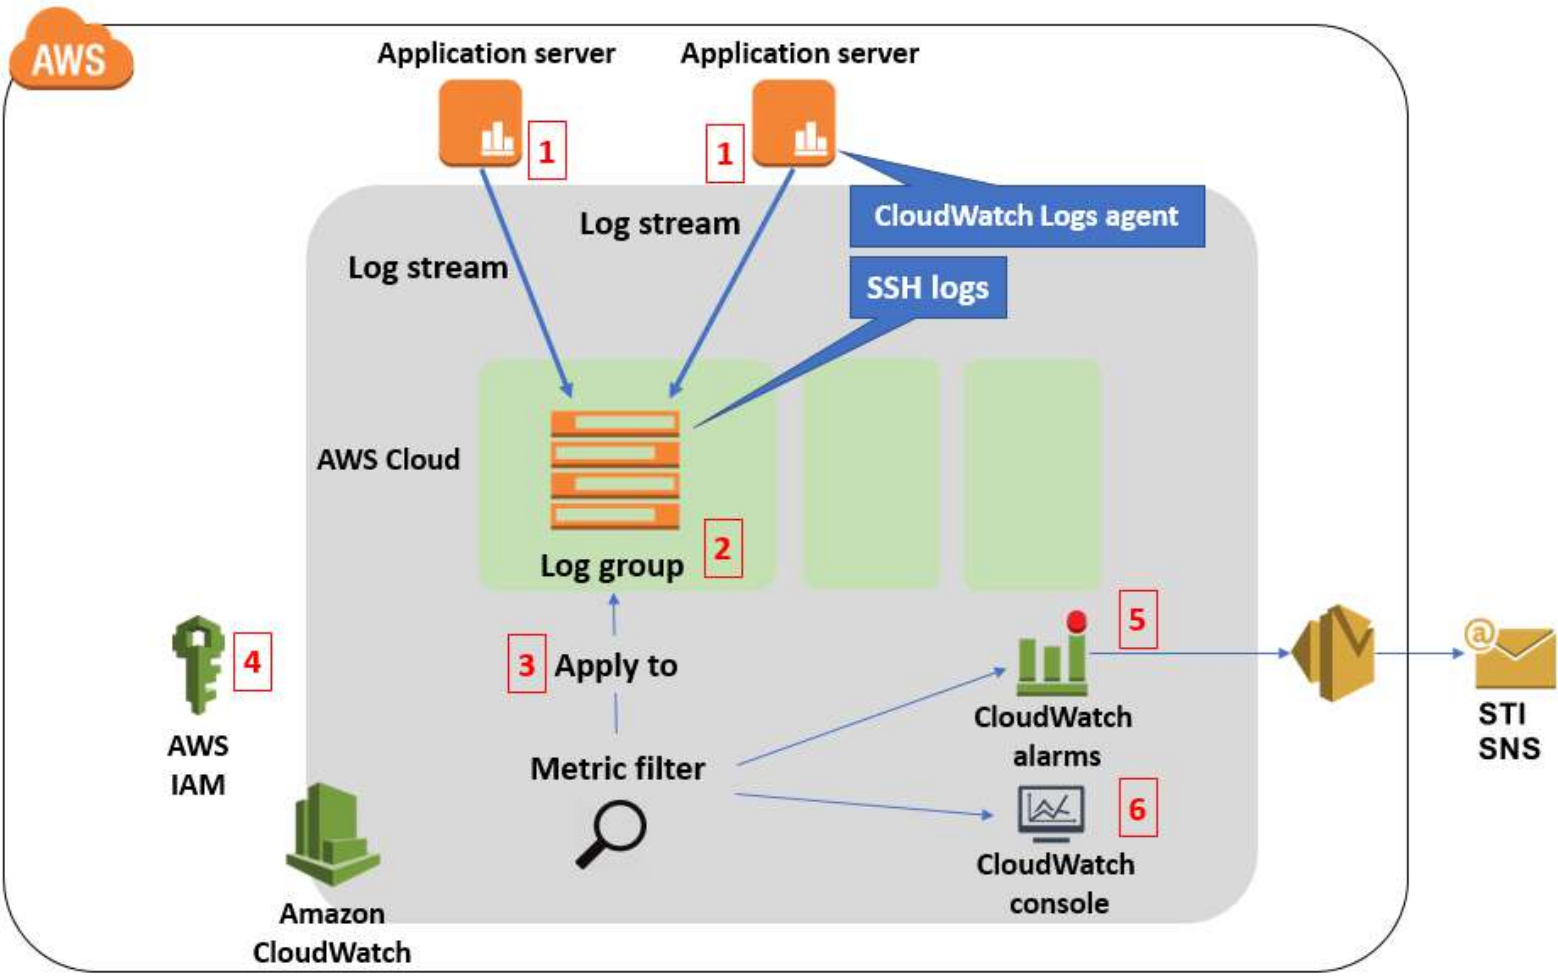 AWS
Application server
Application server
1
1
CloudWatch Logs agent
Log stream
Log stream
SSH logs
AWS Cloud
2
Log group
5
4
3
Apply to
@
STI
SNS
CloudWatch
alarms
AWS
IAM
Metric filter
6
CloudWatch
console
Amazon
CloudWatch